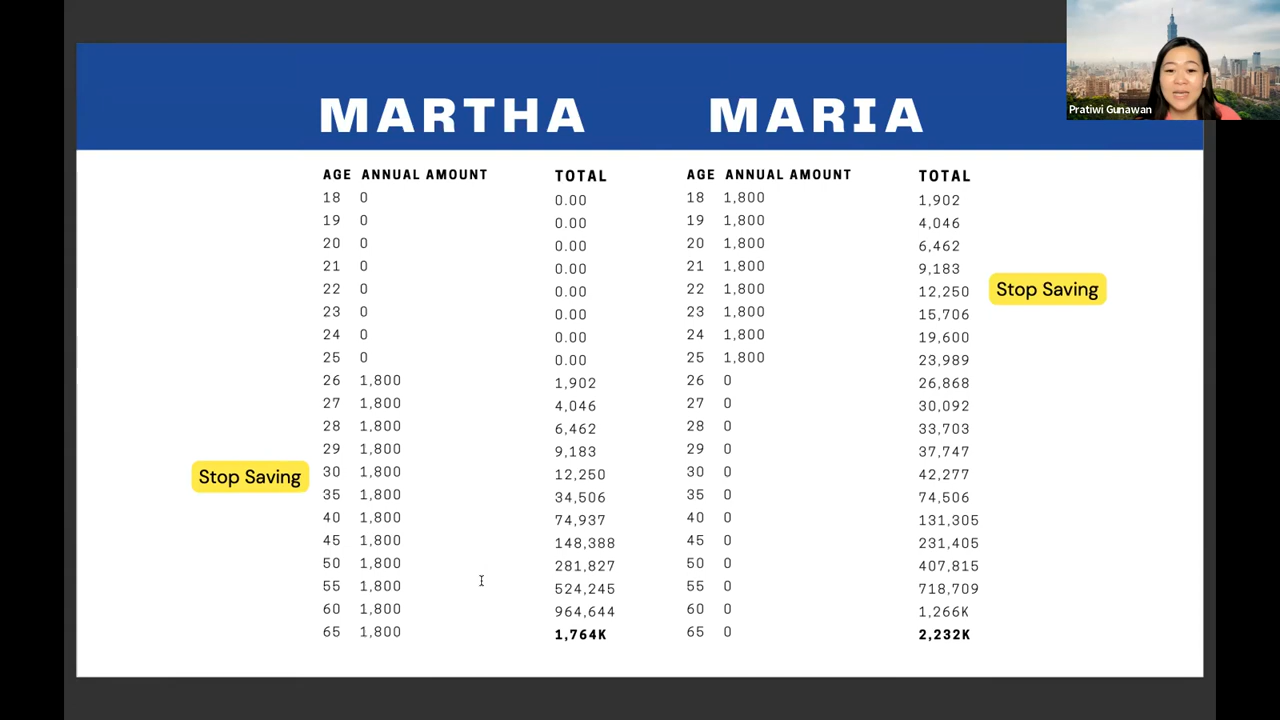 Pratiwi Gunawan
MARTHA MARIA
AGE ANNUAL AMOUNT TOTAL AGE ANNUAL AMOUNT TOTAL
18 0 0.00 18 1,800 1,902
19 0 0.00 19 1,800 4,046
20 0 0.00 20 1,800 6,462
21 0 0.00 21 1,800 9,183
22 0 0.00 22 1,800 12,250 Stop Saving
23 0 0.00 23 1,800 15,706
24 0 0.00 24 1,800 19,600
25 0 0.00 25 1,800 23,989
26 1,800 1,902 26 0 26,868
27 1,800 4,046 27 0 30,092
28 1,800 6,462 28 0 33,703
29 1,800 9,183 29 0 37,747
Stop Saving 30 1,800 12,250 30 0 42,277
35 1,800 34,506 35 0 74,506
40 1,800 74,937 40 0 131,305
45 1,800 148,388 45 0 231,405
50 1,800 281,827 50 0 407,815
55 1,800 524,245 55 0 718,709
60 1,800 964,644 60 0 1,266K
65 1,800 1,764K 65 0 2,232K